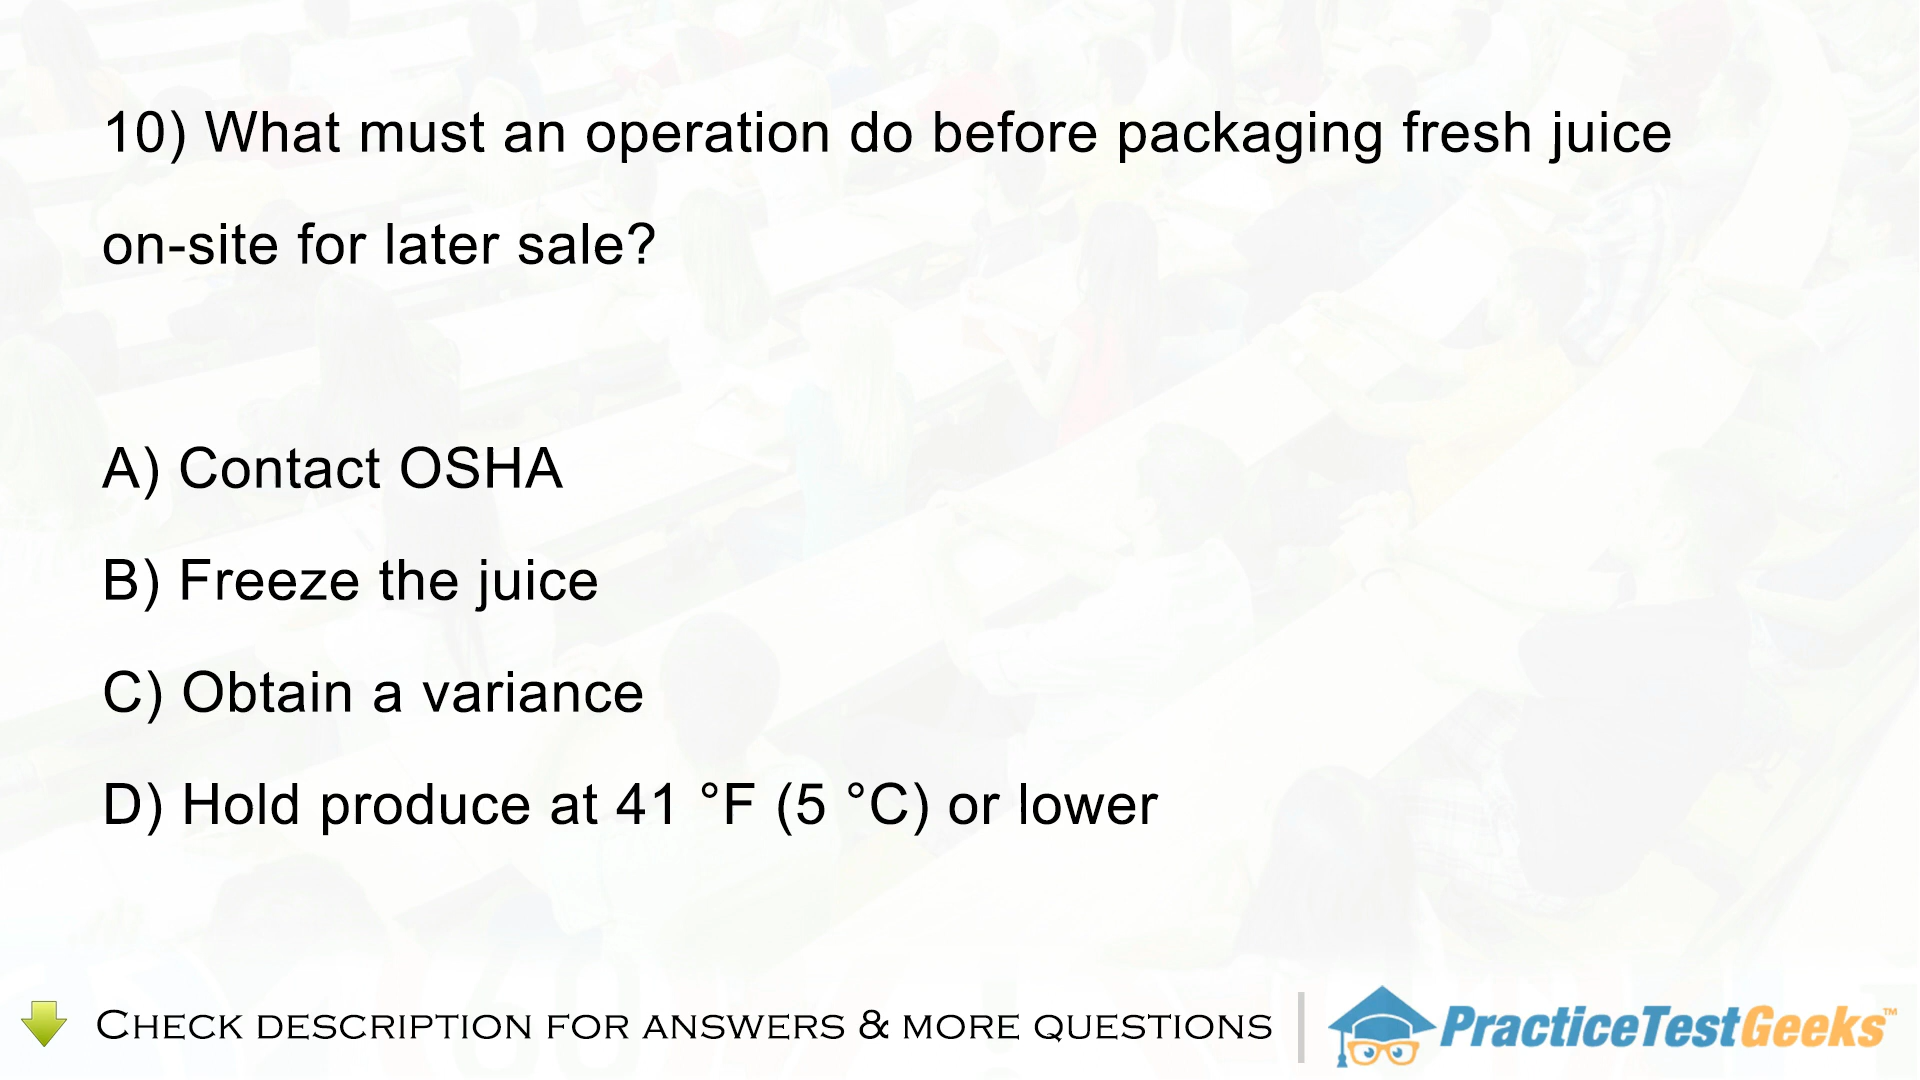 10) What must an operation do before packaging fresh juice
on-site for later sale?
A) Contact OSHA
B) Freeze the juice
C) Obtain a variance
D) Hold produce at 41 °F (5 °C) or lower
Check description for answers & more questions
PracticeTestGeeks™